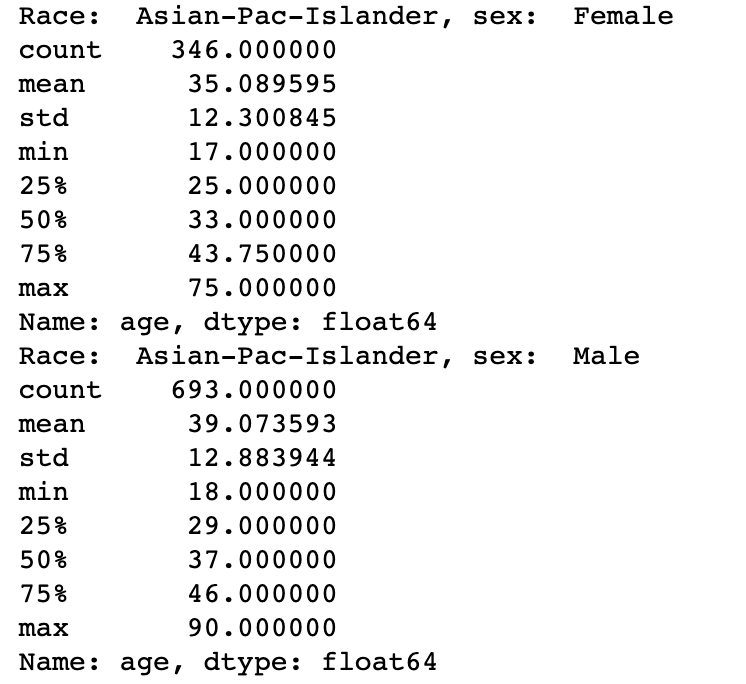 Race:  Asian-Pac-Islander, sex:  Female
count    346.000000
mean      35.089595
std       12.300845
min       17.000000
25%       25.000000
50%       33.000000
75%       43.750000
max       75.000000
Name: age, dtype: float64
Race:  Asian-Pac-Islander, sex:  Male
count    693.000000
mean      39.073593
std       12.883944
min       18.000000
25%       29.000000
50%       37.000000
75%       46.000000
max       90.000000
Name: age, dtype: float64